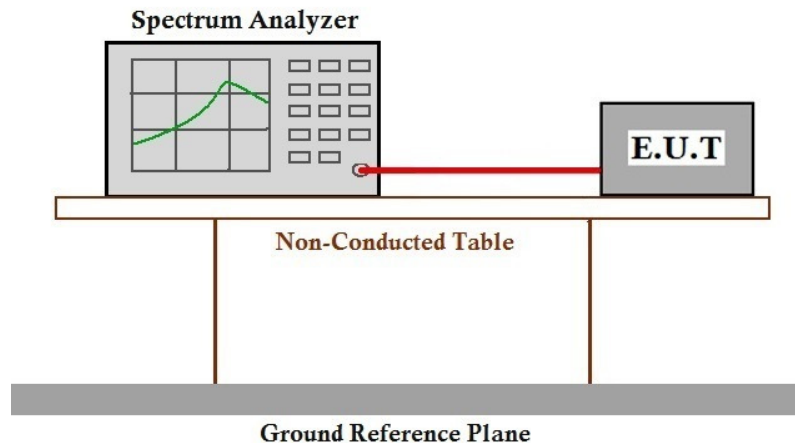 Spectrum Analyzer
E.U.T
Non-Conducted Table
Ground Reference Plane